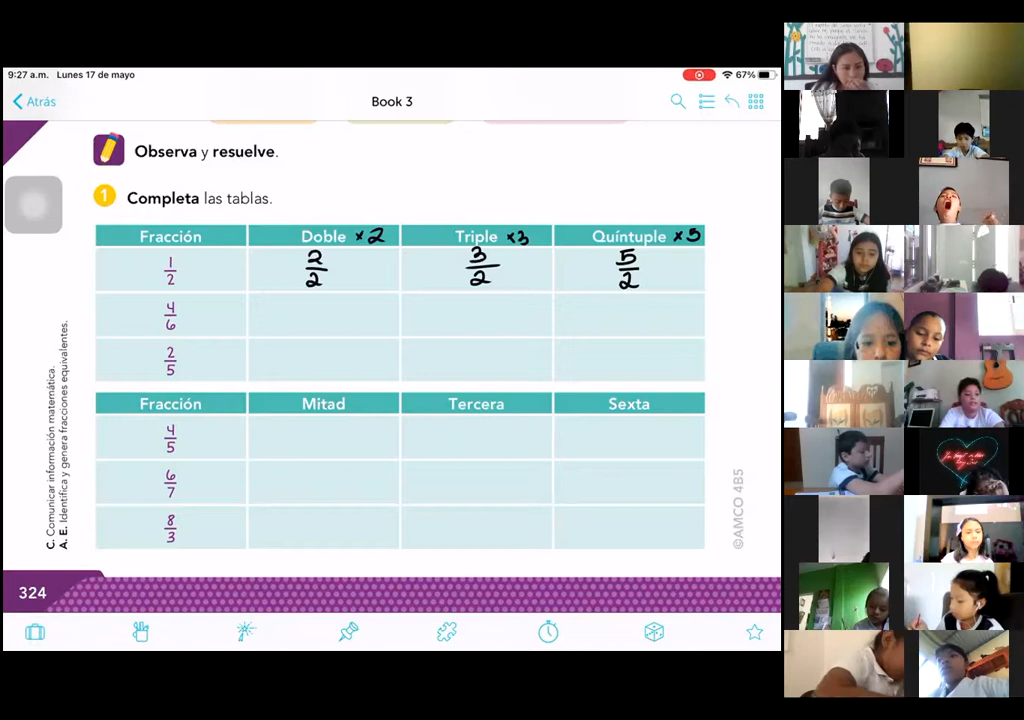 9:27 a.m. Lunes 17 de mayo 67%
Atrás Book 3
Observa y resuelve.
1 Completa las tablas.
Fracción Doble ×2 Triple ×3 Quíntuple ×5
1/2 2/2 3/2 5/2
4/6
2/5
Fracción Mitad Tercera Sexta
4/5
6/7
8/3
C. Comunicar información matemática.
A. E. Identifica y genera fracciones equivalentes.
©AMCO 4B5
324